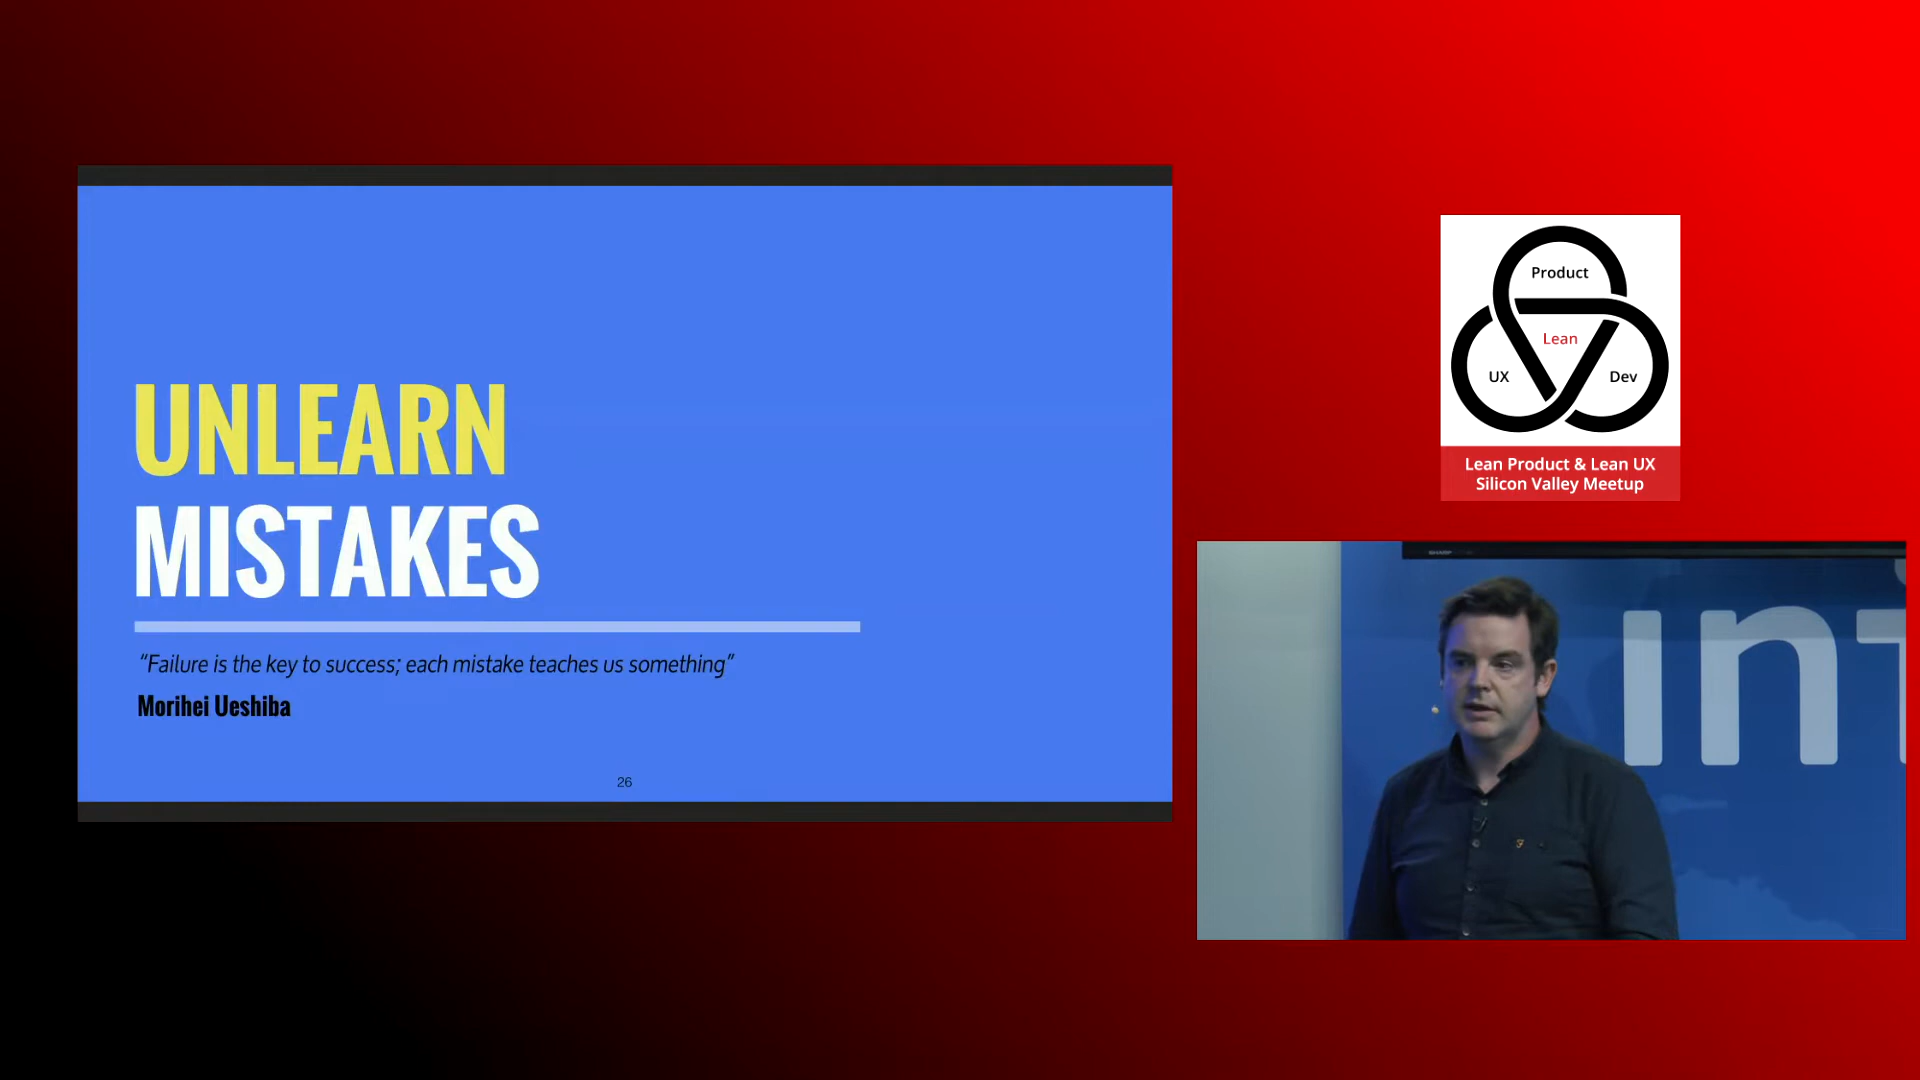 UNLEARN
MISTAKES
“Failure is the key to success; each mistake teaches us something”
Morihei Ueshiba
26
Product
Lean
UX
Dev
Lean Product & Lean UX
Silicon Valley Meetup
int